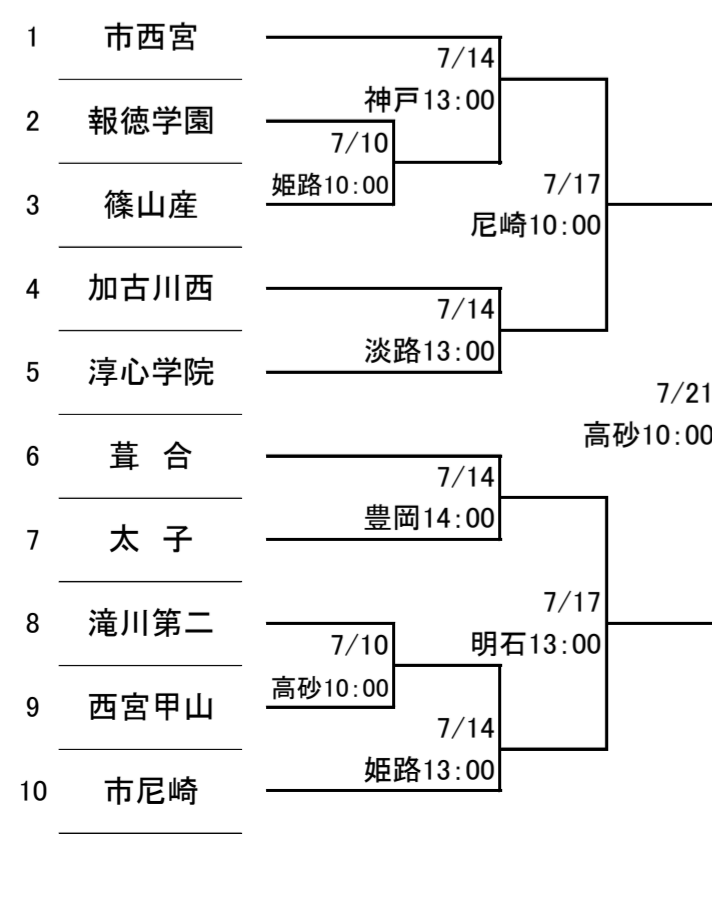 1 市西宮
7/14
神戸13:00
2 報徳学園
7/10
姫路10:00
7/17
3 篠山産
尼崎10:00
4 加古川西
7/14
淡路13:00
5 淳心学院
7/21
高砂10:00
6 葺 合
7/14
豊岡14:00
7 太 子
7/17
8 滝川第二
7/10
明石13:00
高砂10:00
9 西宮甲山
7/14
姫路13:00
10 市尼崎